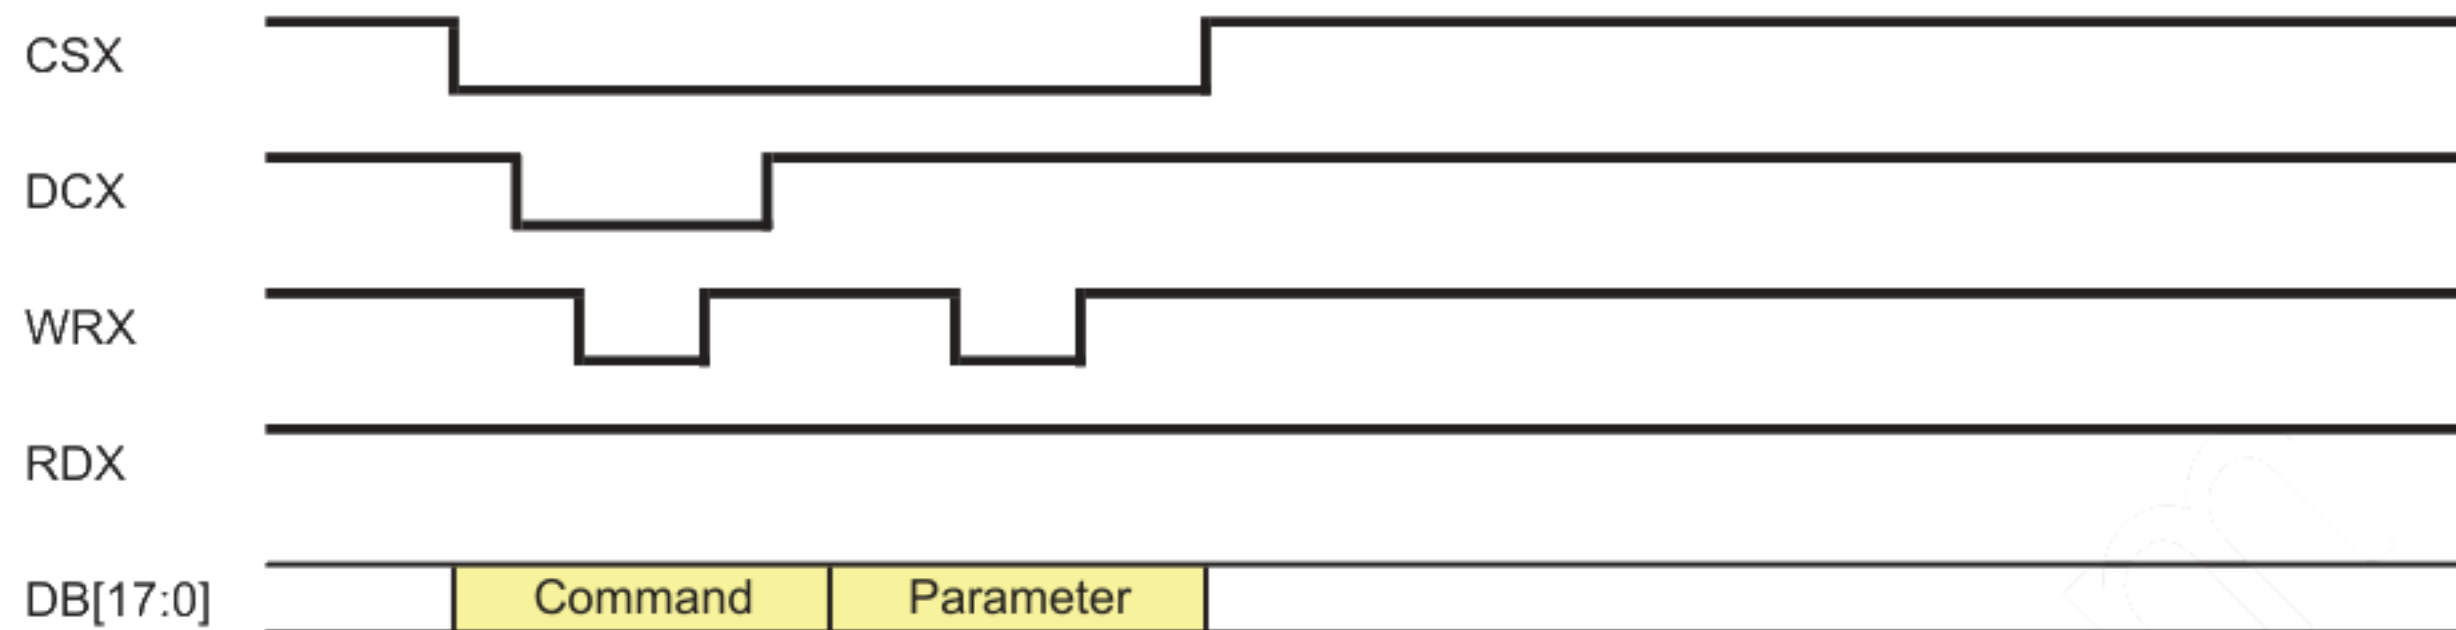 CSX
DCX
WRX
RDX
DB[17:0] Command Parameter